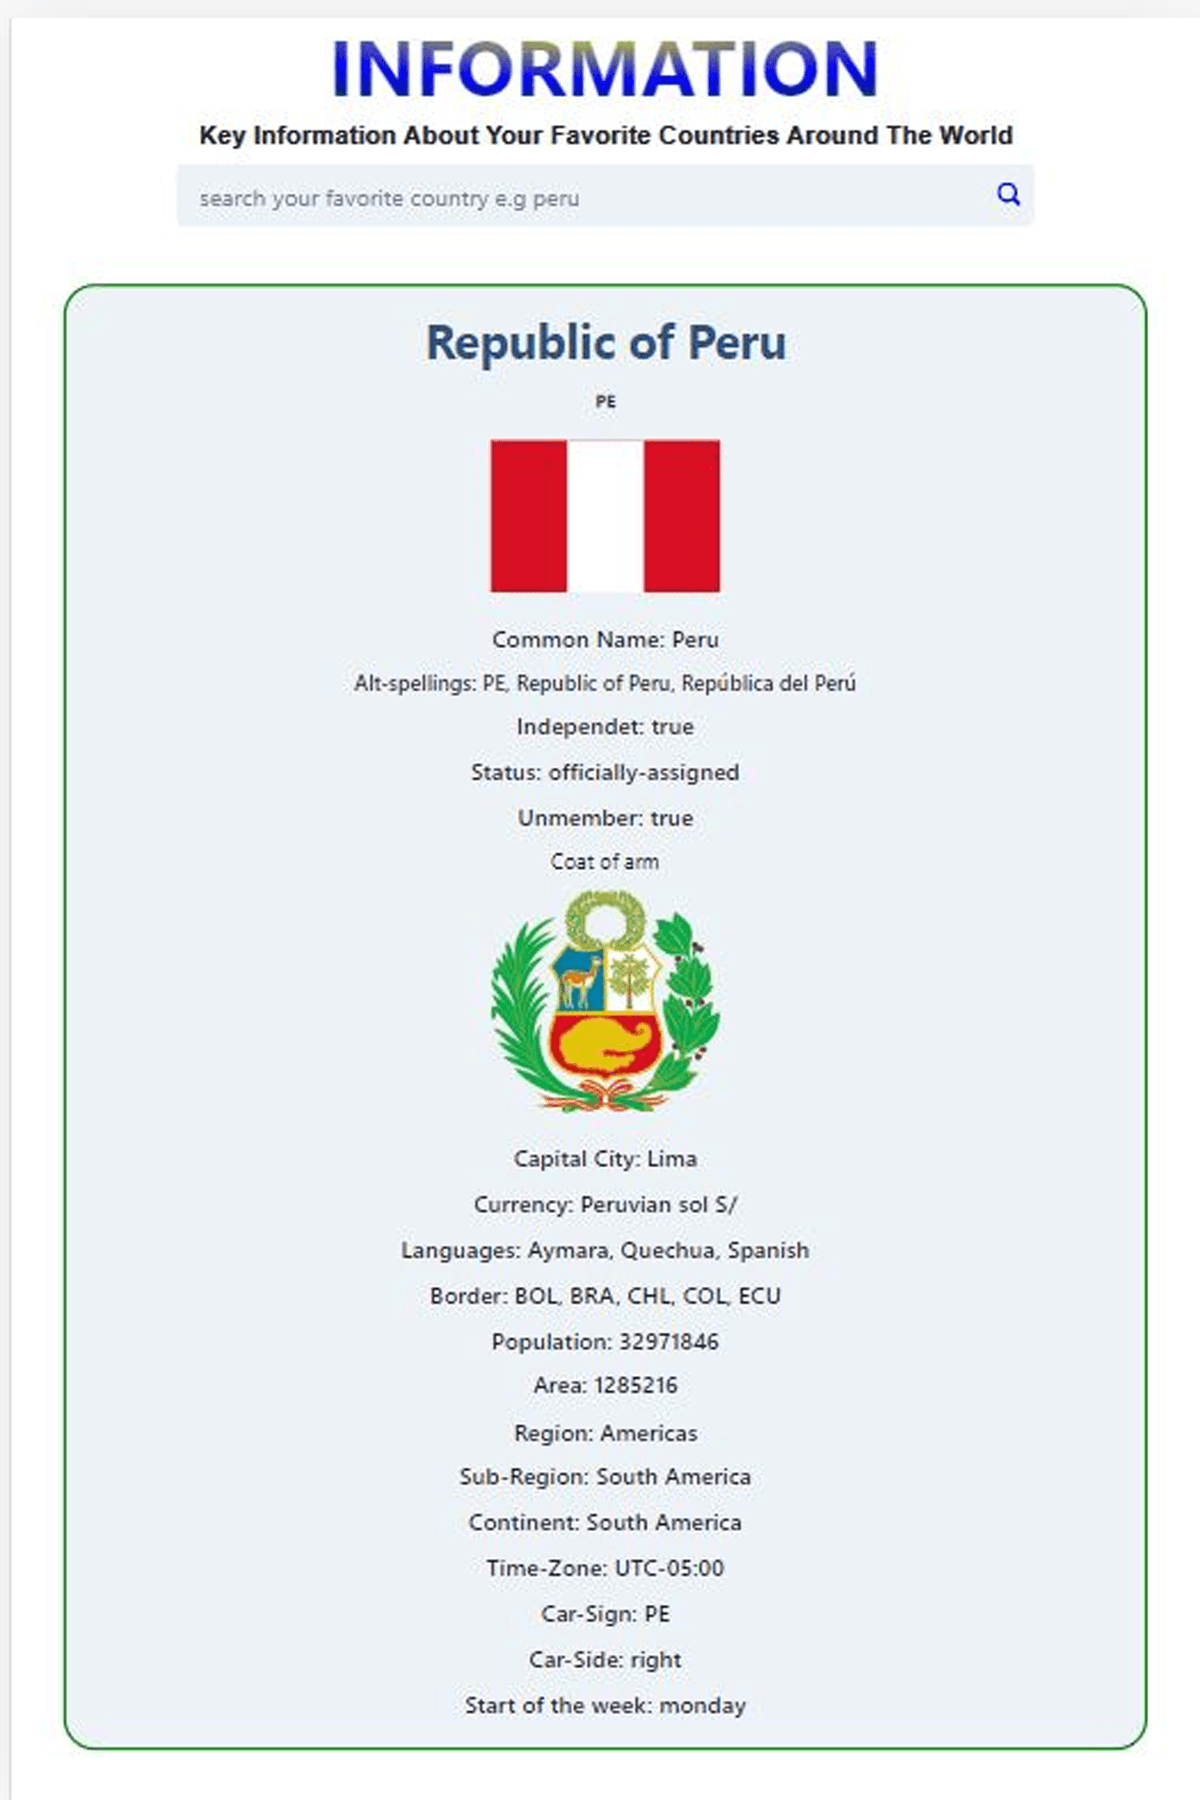 INFORMATION
Key Information About Your Favorite Countries Around The World
search your favorite country e.g peru
Republic of Peru
PE
Common Name: Peru
Alt-spellings: PE, Republic of Peru, República del Perú
Independet: true
Status: officially-assigned
Unmember: true
Coat of arm
Capital City: Lima
Currency: Peruvian sol S/
Languages: Aymara, Quechua, Spanish
Border: BOL, BRA, CHL, COL, ECU
Population: 32971846
Area: 1285216
Region: Americas
Sub-Region: South America
Continent: South America
Time-Zone: UTC-05:00
Car-Sign: PE
Car-Side: right
Start of the week: monday